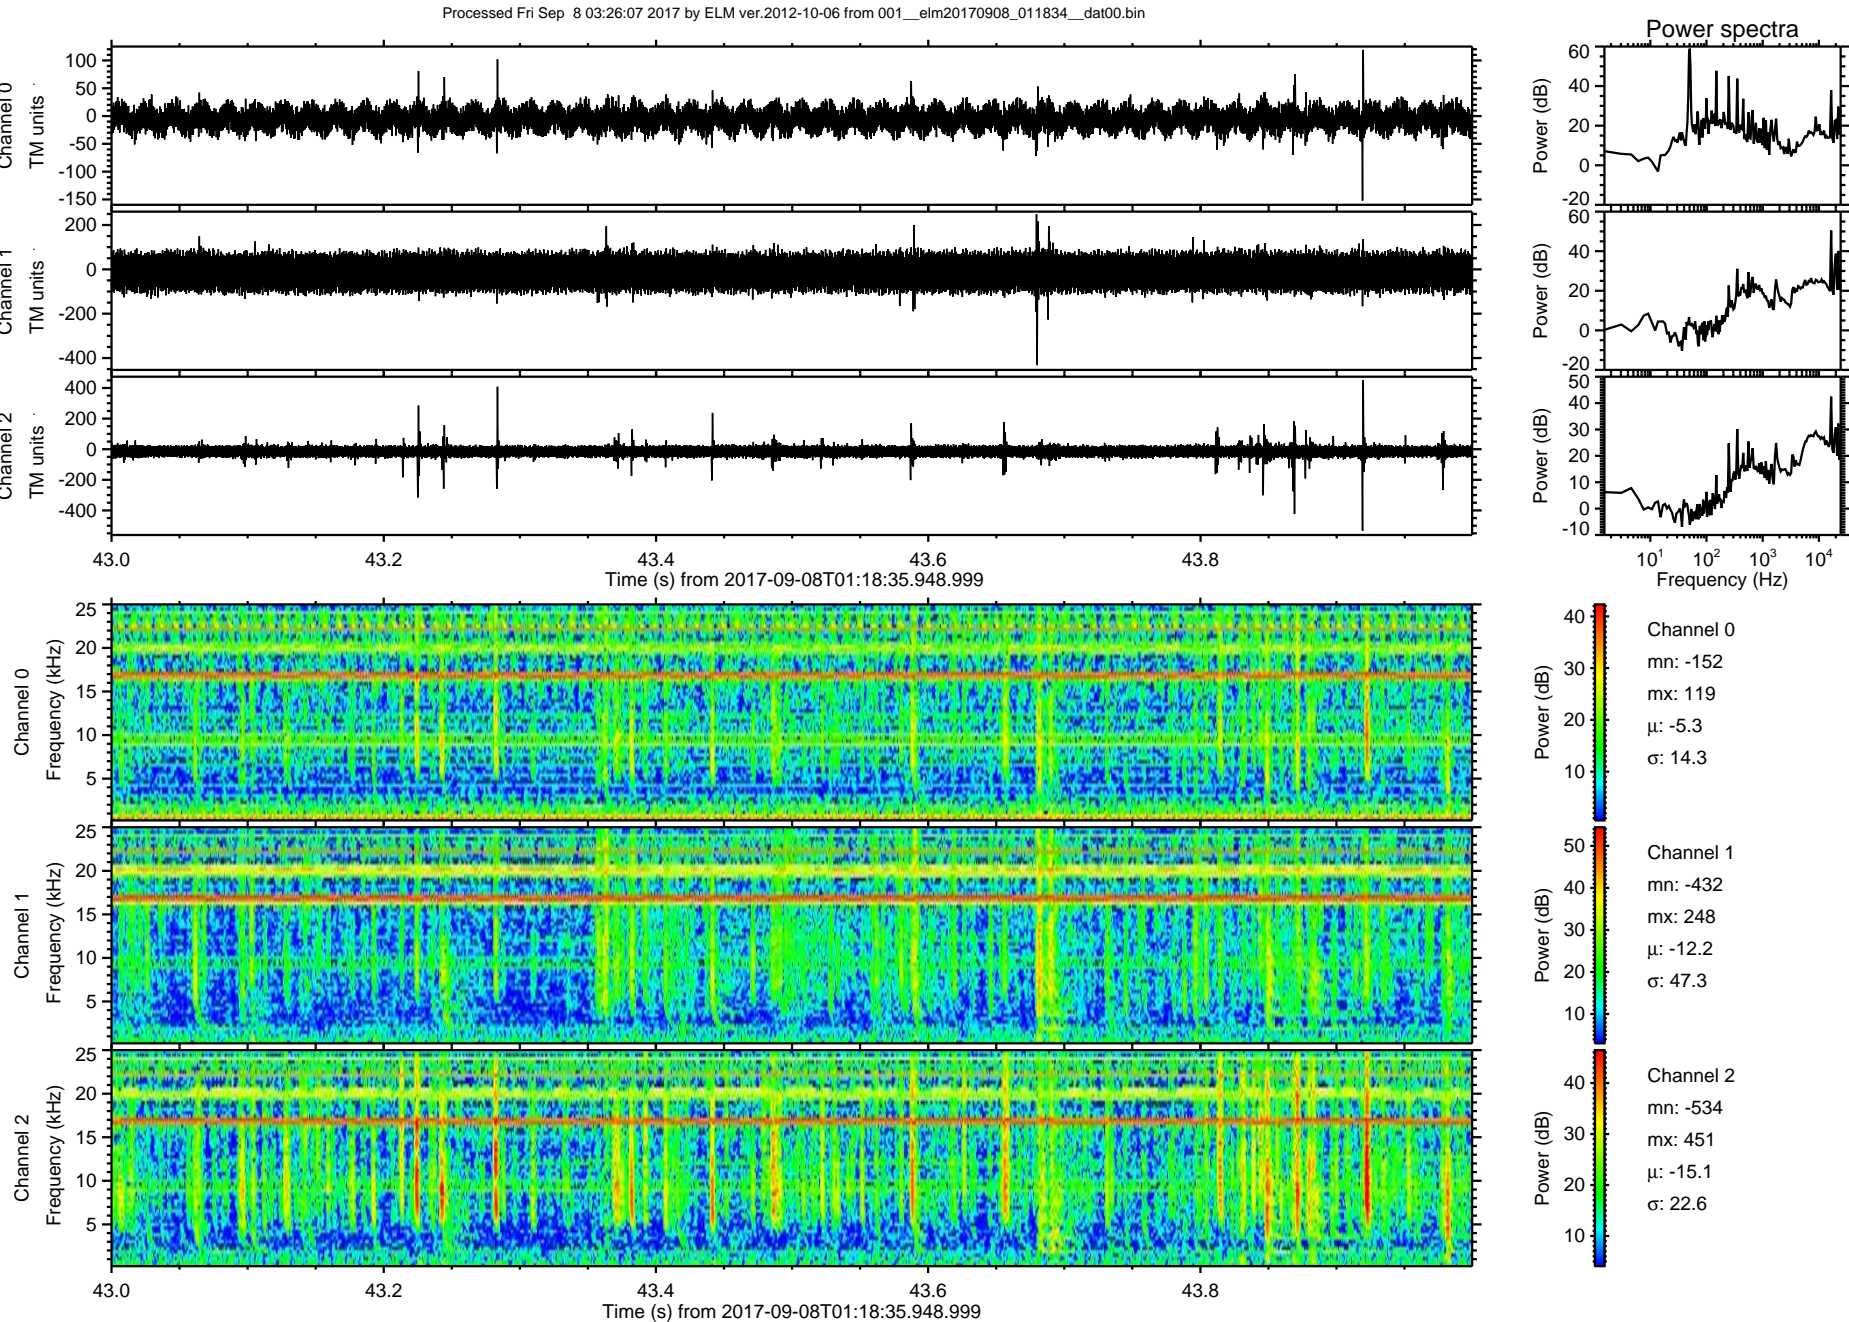 Processed Fri Sep  8 03:26:07 2017 by ELM ver.2012-10-06 from 001__elm20170908_011834__dat00.bin
Power spectra
Channel 0
TM units
100
50
0
-50
-100
-150
Power (dB)
60
40
20
0
-20
Channel 1
TM units
200
0
-200
-400
Power (dB)
60
40
20
0
-20
Channel 2
TM units
400
200
0
-200
-400
Power (dB)
50
40
30
20
10
0
-10
43.0 43.2 43.4 43.6 43.8
Time (s) from 2017-09-08T01:18:35.948.999
10^1 10^2 10^3 10^4
Frequency (Hz)
Channel 0
Frequency (kHz)
25
20
15
10
5
Power (dB)
40
30
20
10
Channel 0
mn: -152
mx: 119
μ: -5.3
σ: 14.3
Channel 1
Frequency (kHz)
25
20
15
10
5
Power (dB)
50
40
30
20
10
Channel 1
mn: -432
mx: 248
μ: -12.2
σ: 47.3
Channel 2
Frequency (kHz)
25
20
15
10
5
Power (dB)
40
30
20
10
Channel 2
mn: -534
mx: 451
μ: -15.1
σ: 22.6
43.0 43.2 43.4 43.6 43.8
Time (s) from 2017-09-08T01:18:35.948.999